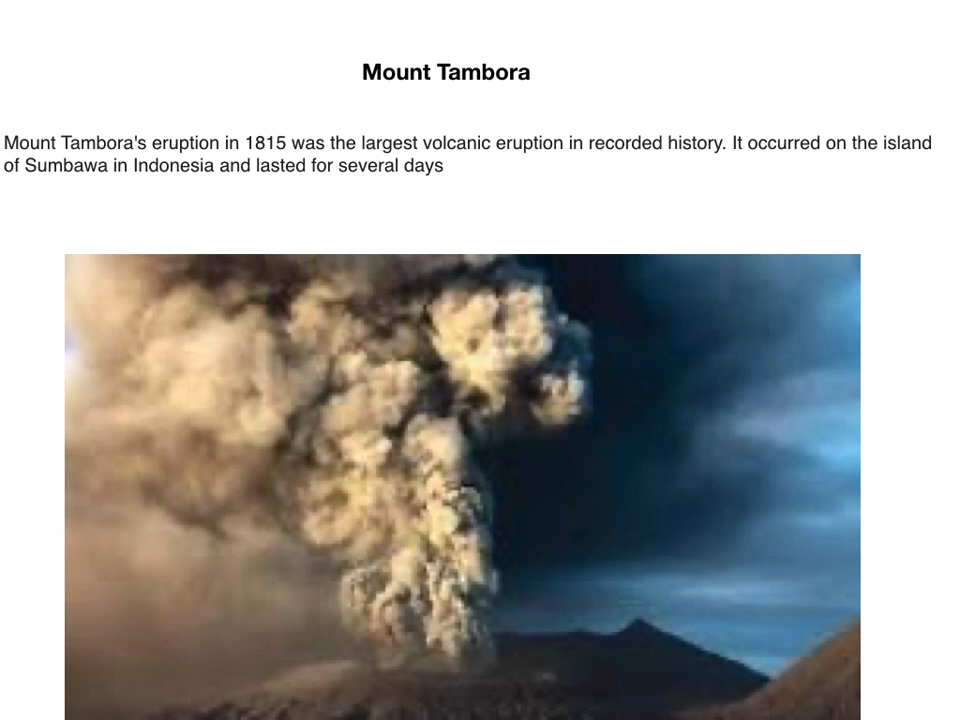 Mount Tambora
Mount Tambora's eruption in 1815 was the largest volcanic eruption in recorded history. It occurred on the island
of Sumbawa in Indonesia and lasted for several days